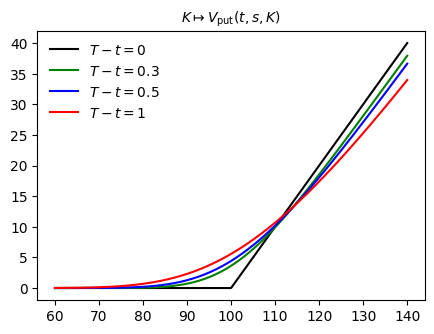 K ↦ V_put(t, s, K)
T − t = 0
T − t = 0.3
T − t = 0.5
T − t = 1
40
35
30
25
20
15
10
5
0
60 70 80 90 100 110 120 130 140